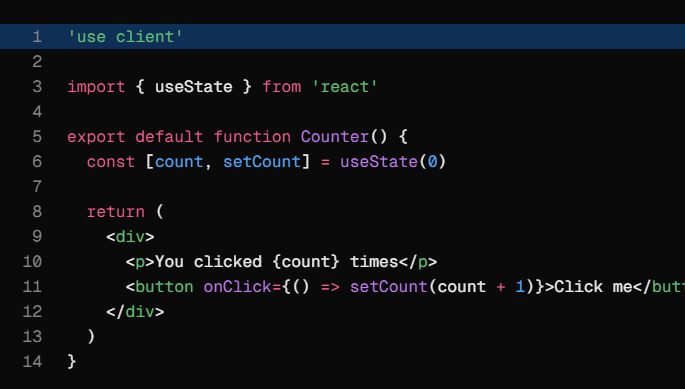 1 'use client'
2
3 import { useState } from 'react'
4
5 export default function Counter() {
6   const [count, setCount] = useState(0)
7
8   return (
9     <div>
10       <p>You clicked {count} times</p>
11       <button onClick={() => setCount(count + 1)}>Click me</butt
12     </div>
13   )
14 }